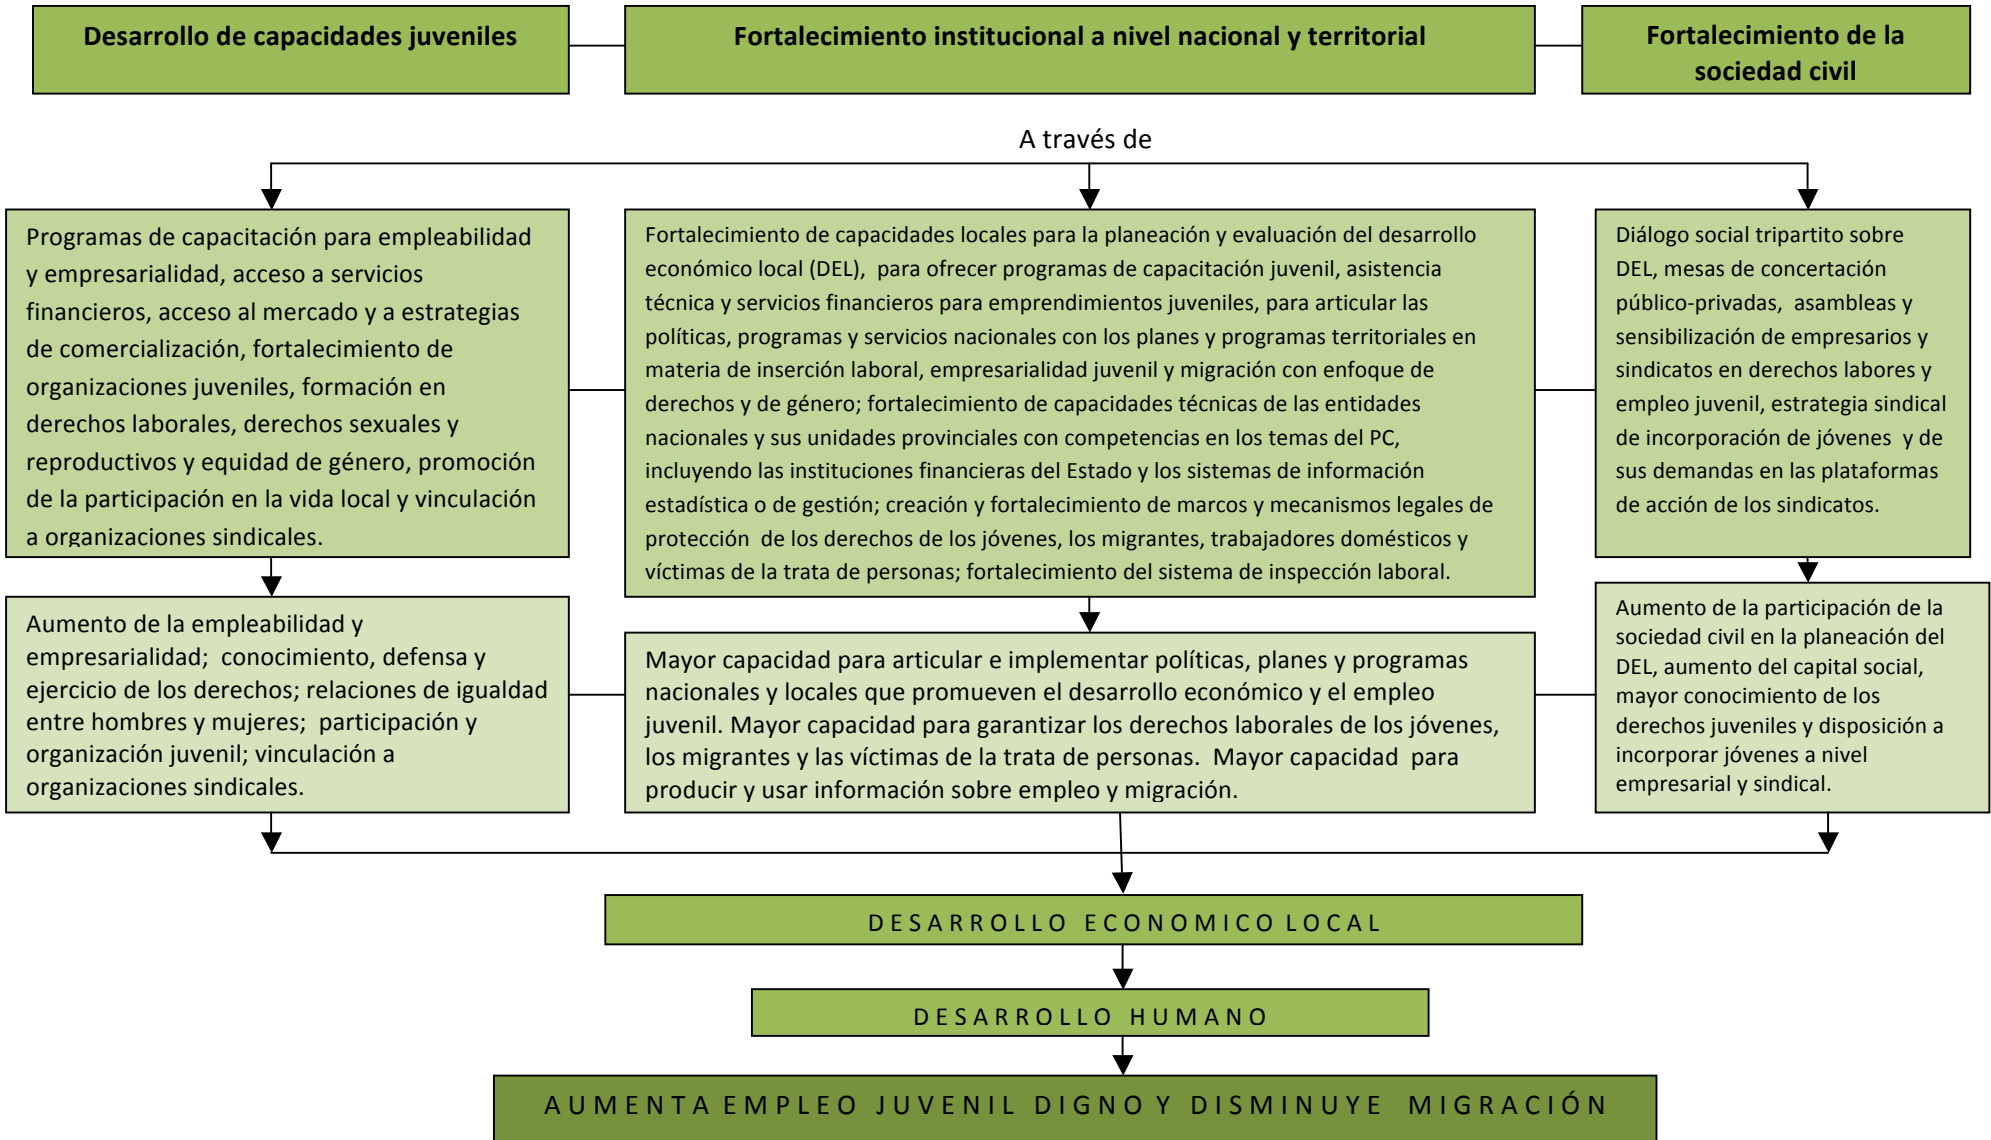 Desarrollo de capacidades juveniles
Fortalecimiento institucional a nivel nacional y territorial
Fortalecimiento de la
sociedad civil
A través de
Programas de capacitación para empleabilidad
y empresarialidad, acceso a servicios
financieros, acceso al mercado y a estrategias
de comercialización, fortalecimiento de
organizaciones juveniles, formación en
derechos laborales, derechos sexuales y
reproductivos y equidad de género, promoción
de la participación en la vida local y vinculación
a organizaciones sindicales.
Fortalecimiento de capacidades locales para la planeación y evaluación del desarrollo
económico local (DEL), para ofrecer programas de capacitación juvenil, asistencia
técnica y servicios financieros para emprendimientos juveniles, para articular las
políticas, programas y servicios nacionales con los planes y programas territoriales en
materia de inserción laboral, empresarialidad juvenil y migración con enfoque de
derechos y de género; fortalecimiento de capacidades técnicas de las entidades
nacionales y sus unidades provinciales con competencias en los temas del PC,
incluyendo las instituciones financieras del Estado y los sistemas de información
estadística o de gestión; creación y fortalecimiento de marcos y mecanismos legales de
protección de los derechos de los jóvenes, los migrantes, trabajadores domésticos y
víctimas de la trata de personas; fortalecimiento del sistema de inspección laboral.
Diálogo social tripartito sobre
DEL, mesas de concertación
público-privadas, asambleas y
sensibilización de empresarios y
sindicatos en derechos labores y
empleo juvenil, estrategia sindical
de incorporación de jóvenes y de
sus demandas en las plataformas
de acción de los sindicatos.
Aumento de la empleabilidad y
empresarialidad; conocimiento, defensa y
ejercicio de los derechos; relaciones de igualdad
entre hombres y mujeres; participación y
organización juvenil; vinculación a
organizaciones sindicales.
Mayor capacidad para articular e implementar políticas, planes y programas
nacionales y locales que promueven el desarrollo económico y el empleo
juvenil. Mayor capacidad para garantizar los derechos laborales de los jóvenes,
los migrantes y las víctimas de la trata de personas. Mayor capacidad para
producir y usar información sobre empleo y migración.
Aumento de la participación de la
sociedad civil en la planeación del
DEL, aumento del capital social,
mayor conocimiento de los
derechos juveniles y disposición a
incorporar jóvenes a nivel
empresarial y sindical.
DESARROLLO ECONOMICO LOCAL
DESARROLLO HUMANO
AUMENTA EMPLEO JUVENIL DIGNO Y DISMINUYE MIGRACIÓN